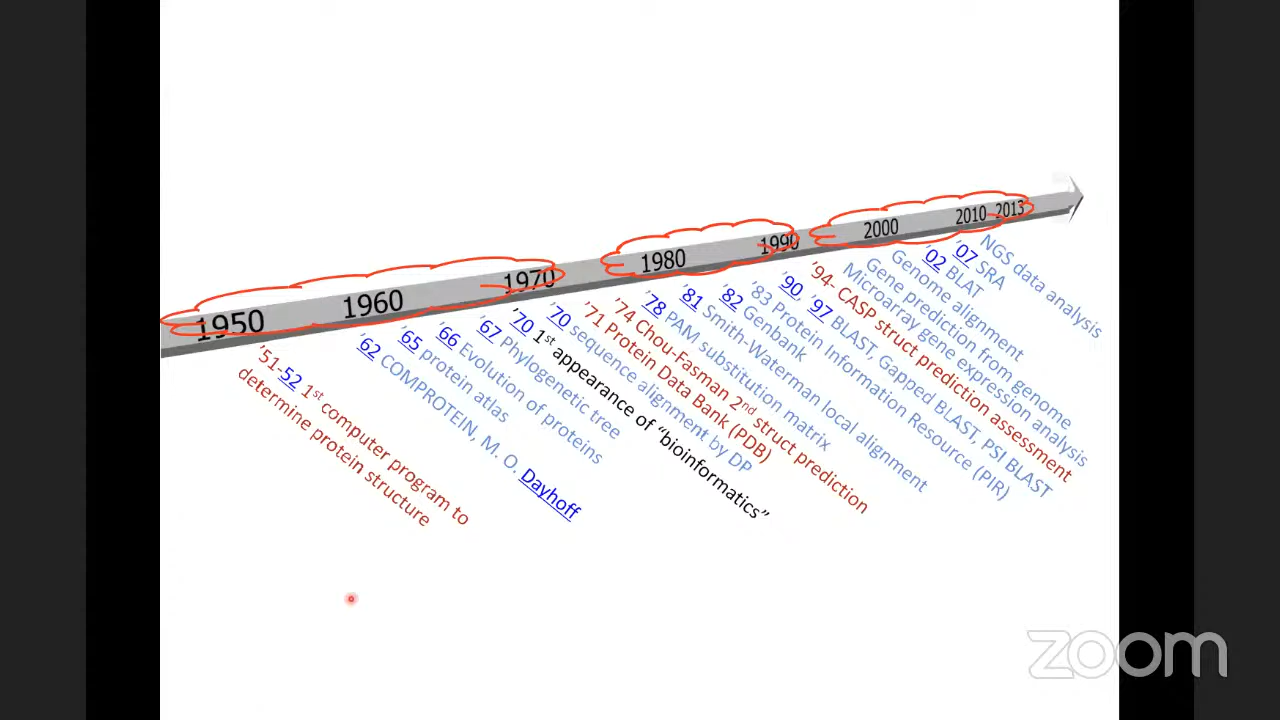 1950
1960
1970
1980
1990
2000
2010
2013
'51-52 1st computer program to
determine protein structure
'62 COMPROTEIN, M. O. Dayhoff
'65 protein atlas
'66 Evolution of proteins
'67 Phylogenetic tree
'70 1st appearance of “bioinformatics”
'70 sequence alignment by DP
'71 Protein Data Bank (PDB)
'74 Chou-Fasman 2nd struct prediction
'78 PAM substitution matrix
'81 Smith-Waterman local alignment
'82 Genbank
'83 Protein Information Resource (PIR)
'90 '97 BLAST, Gapped BLAST, PSI BLAST
'94- CASP struct prediction assessment
Microarray gene expression analysis
Gene prediction from genome
Genome alignment
'02 BLAT
'07 SRA
NGS data analysis
zoom